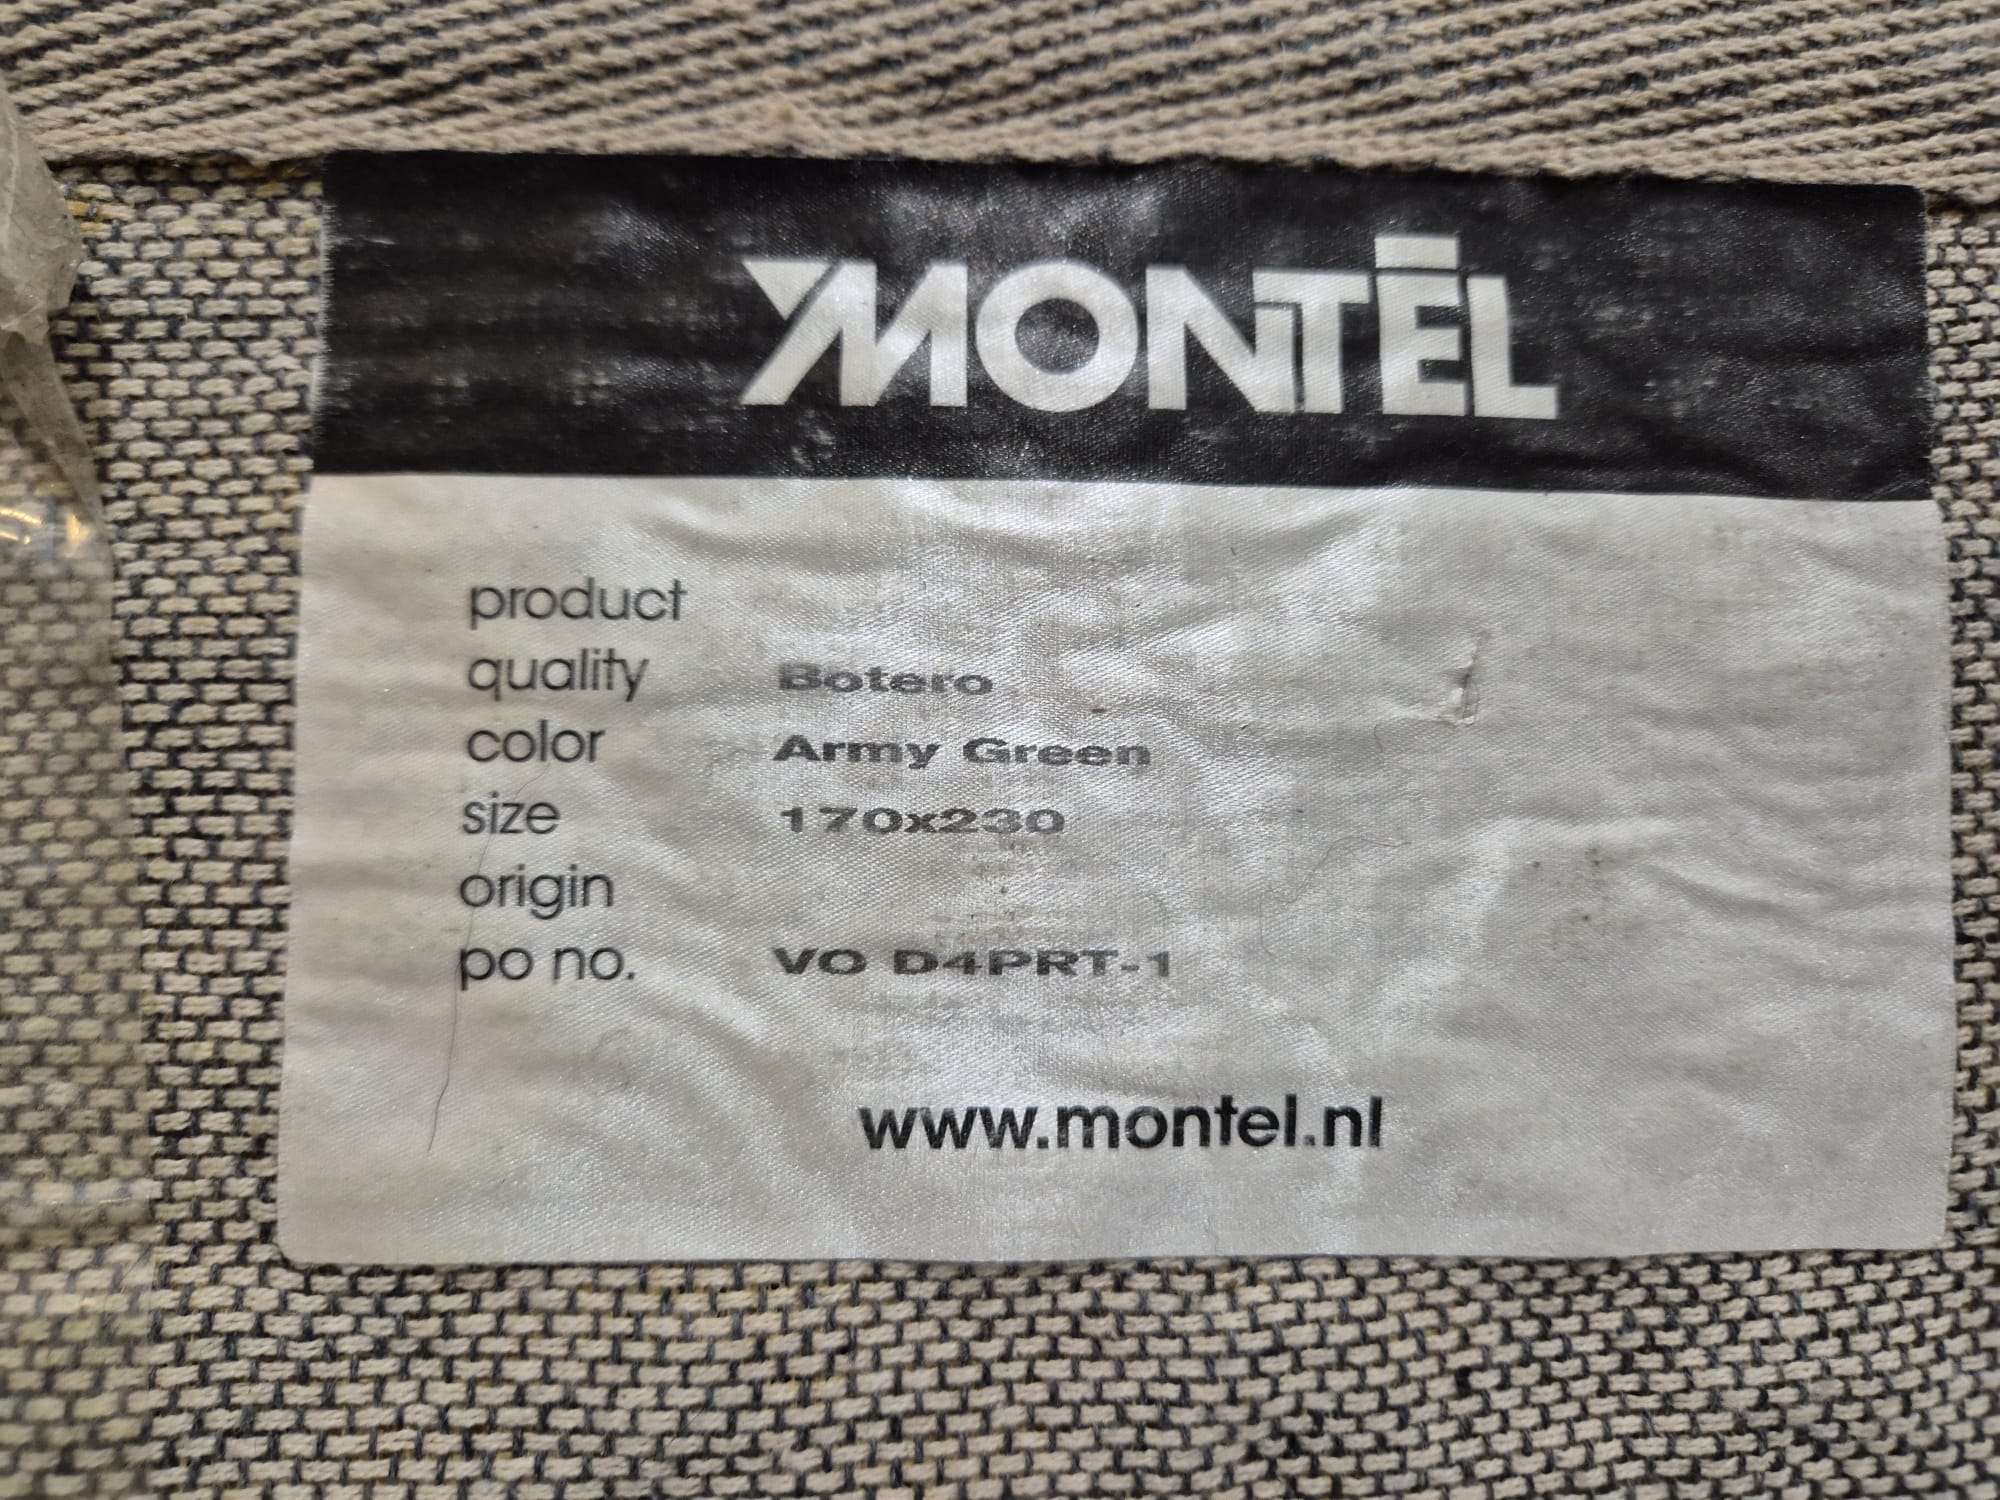 MONTĒL
product
quality Botero
color Army Green
size 170x230
origin
po no. VO D4PRT-1
www.montel.nl